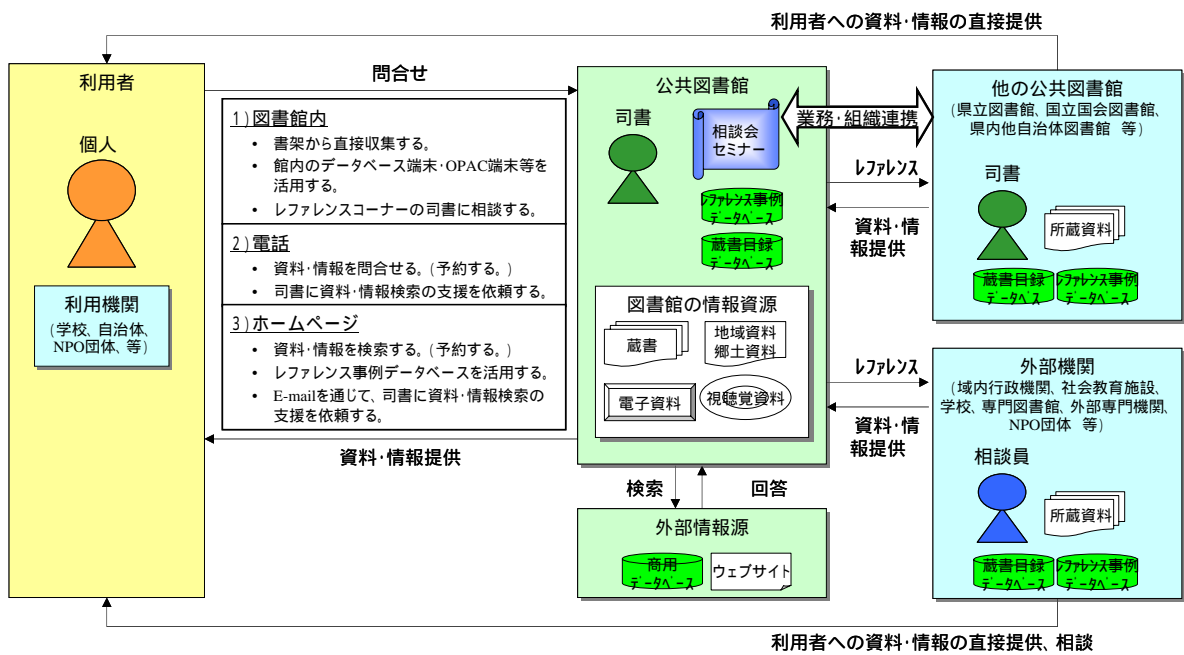 利用者への資料・情報の直接提供
利用者
個人
利用機関
(学校、自治体、
NPO団体、等)
問合せ
1)図書館内
• 書架から直接収集する。
• 館内のデータベース端末・OPAC端末等を
活用する。
• レファレンスコーナーの司書に相談する。
2)電話
• 資料・情報を問合せる。(予約する。)
• 司書に資料・情報検索の支援を依頼する。
3)ホームページ
• 資料・情報を検索する。(予約する。)
• レファレンス事例データベースを活用する。
• E-mailを通じて、司書に資料・情報検索の
支援を依頼する。
資料・情報提供
公共図書館
司書
相談会
セミナー
レファレンス事例
データベース
蔵書目録
データベース
図書館の情報資源
蔵書
地域資料
郷土資料
電子資料
視聴覚資料
検索
回答
外部情報源
商用
データベース
ウェブサイト
業務・組織連携
レファレンス
資料・情
報提供
他の公共図書館
(県立図書館、国立国会図書館、
県内他自治体図書館 等)
司書
所蔵資料
蔵書目録
データベス
レファレンス事例
データベース
レファレンス
資料・情
報提供
外部機関
(域内行政機関、社会教育施設、
学校、専門図書館、外部専門機関、
NPO団体 等)
相談員
所蔵資料
蔵書目録
データベース
レファレンス事例
データベース
利用者への資料・情報の直接提供、相談